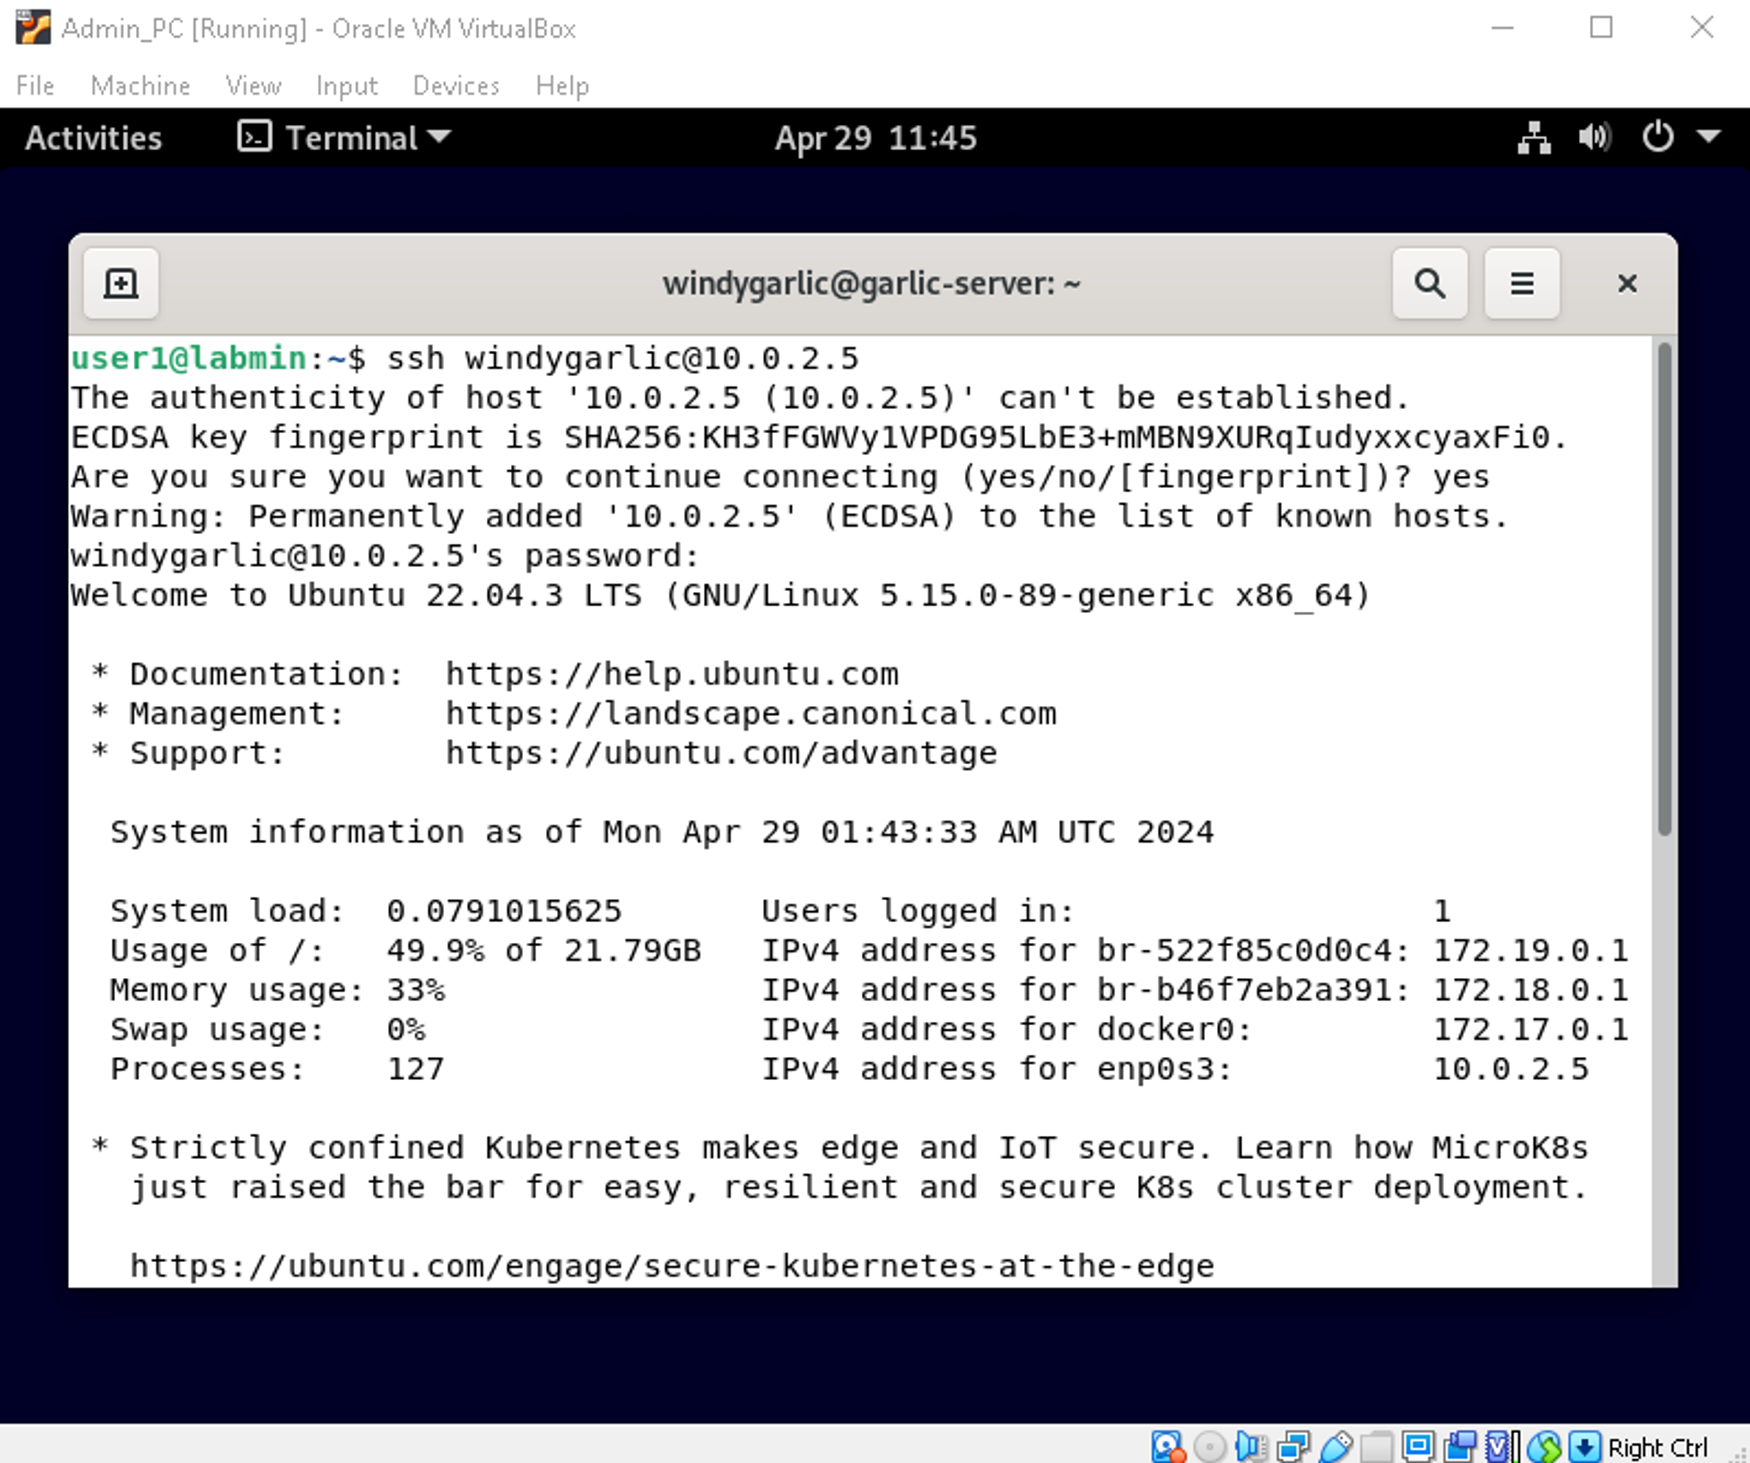 Admin_PC [Running] - Oracle VM VirtualBox
File Machine View Input Devices Help
Activities Terminal Apr 29 11:45
windygarlic@garlic-server: ~
user1@labmin:~$ ssh windygarlic@10.0.2.5
The authenticity of host '10.0.2.5 (10.0.2.5)' can't be established.
ECDSA key fingerprint is SHA256:KH3fFGWVy1VPDG95LbE3+mMBN9XURqIudyxxcyaxFi0.
Are you sure you want to continue connecting (yes/no/[fingerprint])? yes
Warning: Permanently added '10.0.2.5' (ECDSA) to the list of known hosts.
windygarlic@10.0.2.5's password:
Welcome to Ubuntu 22.04.3 LTS (GNU/Linux 5.15.0-89-generic x86_64)
* Documentation: https://help.ubuntu.com
* Management: https://landscape.canonical.com
* Support: https://ubuntu.com/advantage
System information as of Mon Apr 29 01:43:33 AM UTC 2024
System load: 0.0791015625 Users logged in: 1
Usage of /: 49.9% of 21.79GB IPv4 address for br-522f85c0d0c4: 172.19.0.1
Memory usage: 33% IPv4 address for br-b46f7eb2a391: 172.18.0.1
Swap usage: 0% IPv4 address for docker0: 172.17.0.1
Processes: 127 IPv4 address for enp0s3: 10.0.2.5
* Strictly confined Kubernetes makes edge and IoT secure. Learn how MicroK8s
just raised the bar for easy, resilient and secure K8s cluster deployment.
https://ubuntu.com/engage/secure-kubernetes-at-the-edge
Right Ctrl